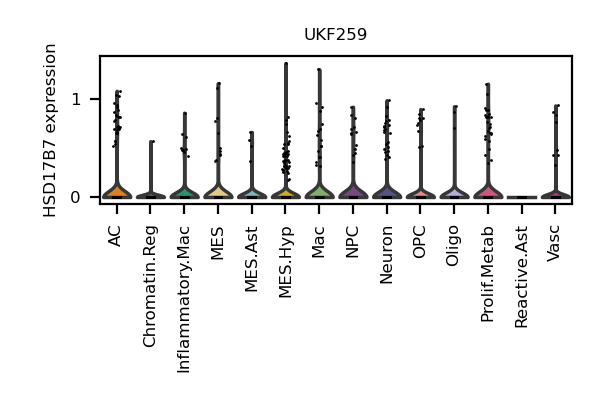 UKF259
HSD17B7 expression
1
0
AC
Chromatin.Reg
Inflammatory.Mac
MES
MES.Ast
MES.Hyp
Mac
NPC
Neuron
OPC
Oligo
Prolif.Metab
Reactive.Ast
Vasc